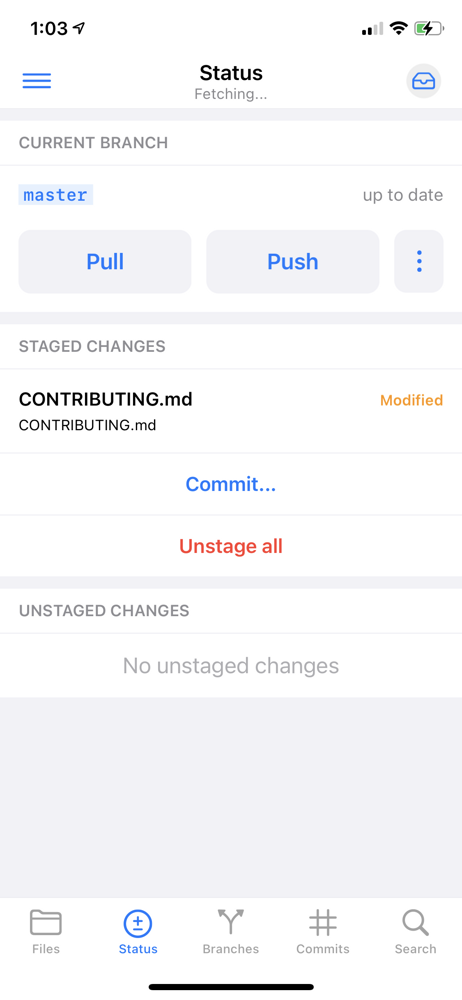 1:03
Status
Fetching...
CURRENT BRANCH
master up to date
Pull Push
STAGED CHANGES
CONTRIBUTING.md Modified
CONTRIBUTING.md
Commit...
Unstage all
UNSTAGED CHANGES
No unstaged changes
Files Status Branches Commits Search